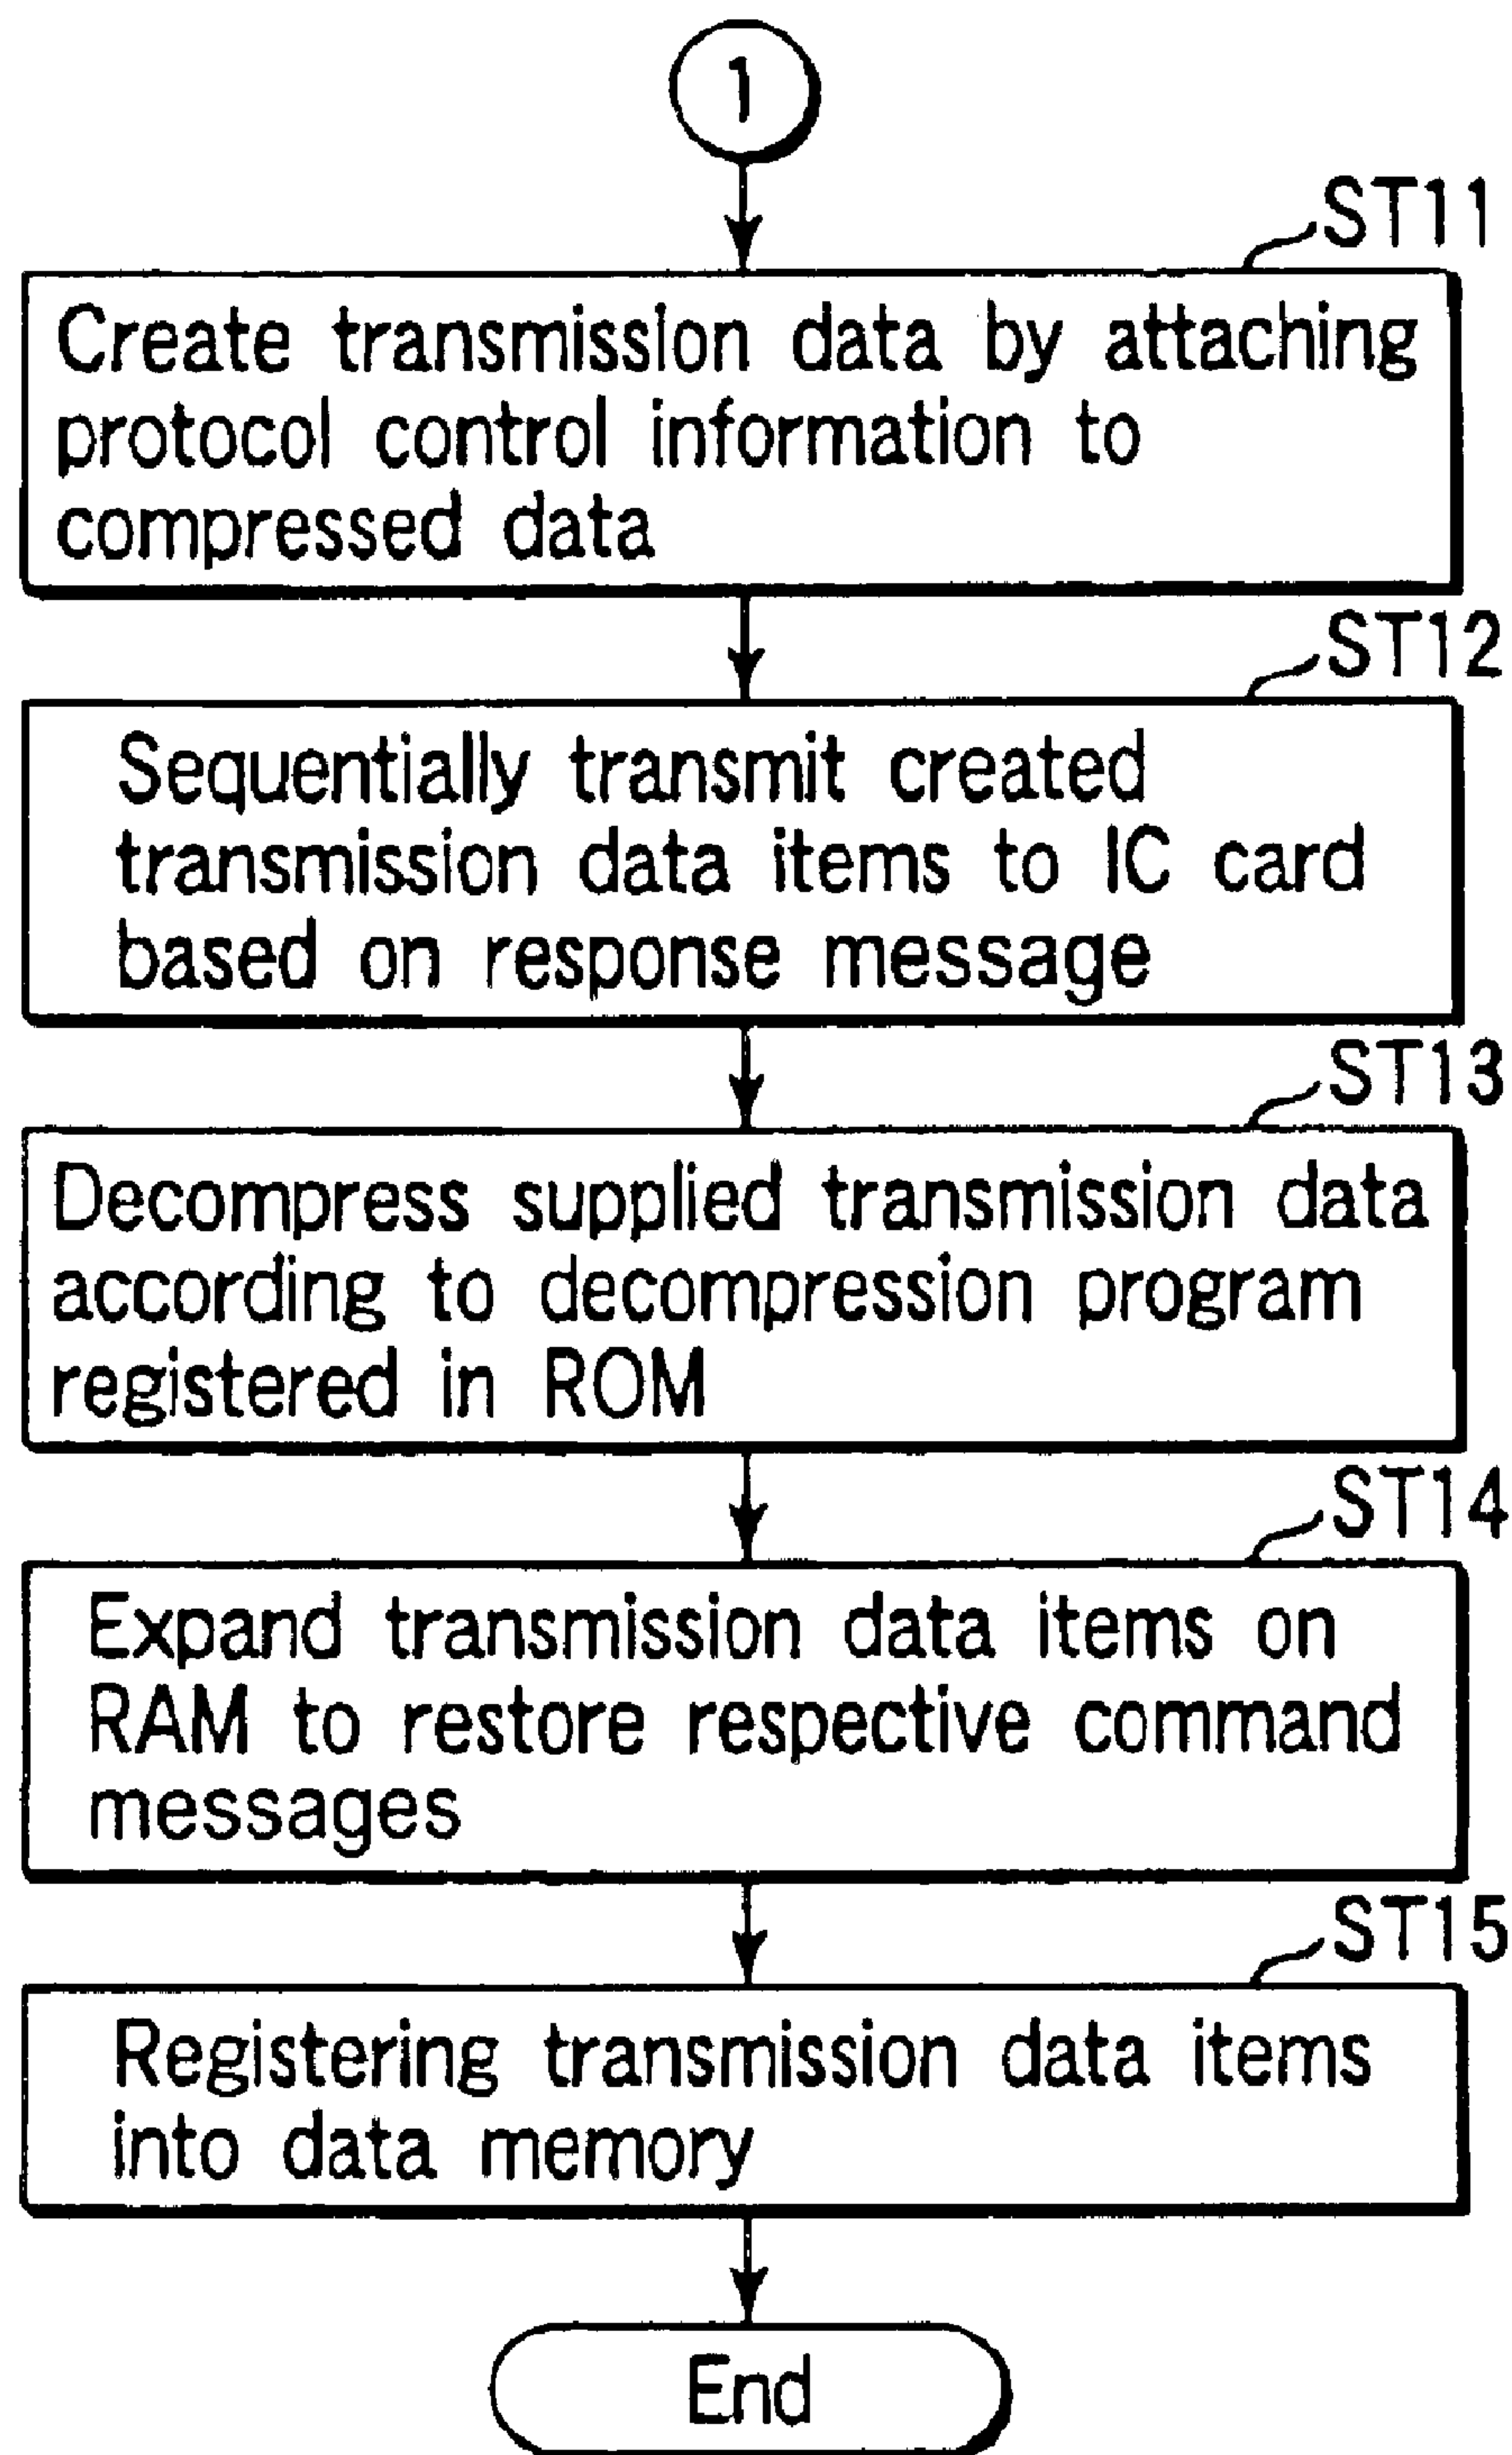 1
ST11
Create transmission data by attaching
protocol control information to
compressed data
ST12
Sequentially transmit created
transmission data items to IC card
based on response message
ST13
Decompress supplied transmission data
according to decompression program
registered in ROM
ST14
Expand transmission data items on
RAM to restore respective command
messages
ST15
Registering transmission data items
into data memory
End